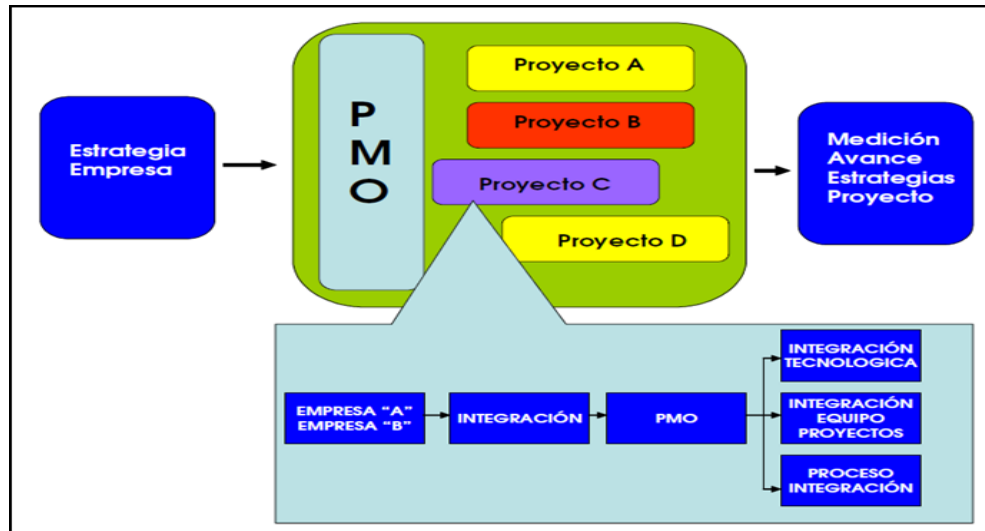 Estrategia
Empresa
P
M
O
Proyecto A
Proyecto B
Proyecto C
Proyecto D
Medición
Avance
Estrategias
Proyecto
EMPRESA “A”
EMPRESA “B”
INTEGRACIÓN
PMO
INTEGRACIÓN
TECNOLOGICA
INTEGRACIÓN
EQUIPO
PROYECTOS
PROCESO
INTEGRACIÓN